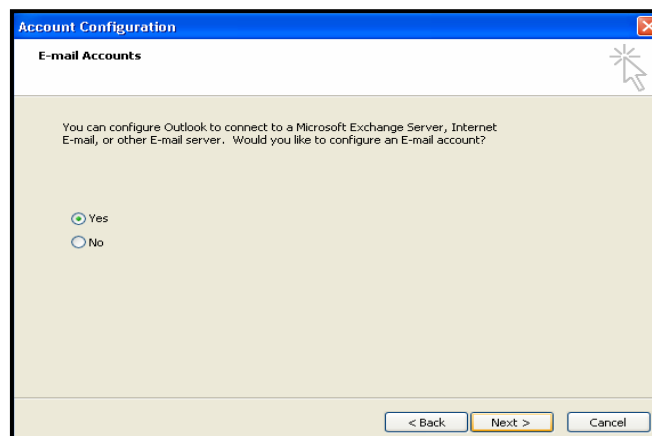 Account Configuration
E-mail Accounts
You can configure Outlook to connect to a Microsoft Exchange Server, Internet
E-mail, or other E-mail server. Would you like to configure an E-mail account?
Yes
No
< Back Next > Cancel